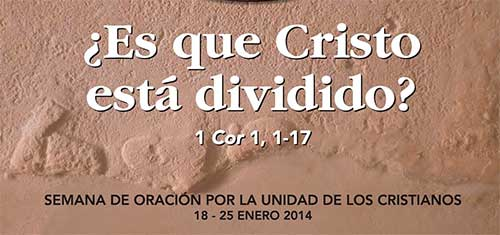 ¿Es que Cristo
está dividido?
1 Cor 1, 1-17
SEMANA DE ORACIÓN POR LA UNIDAD DE LOS CRISTIANOS
18 - 25 ENERO 2014